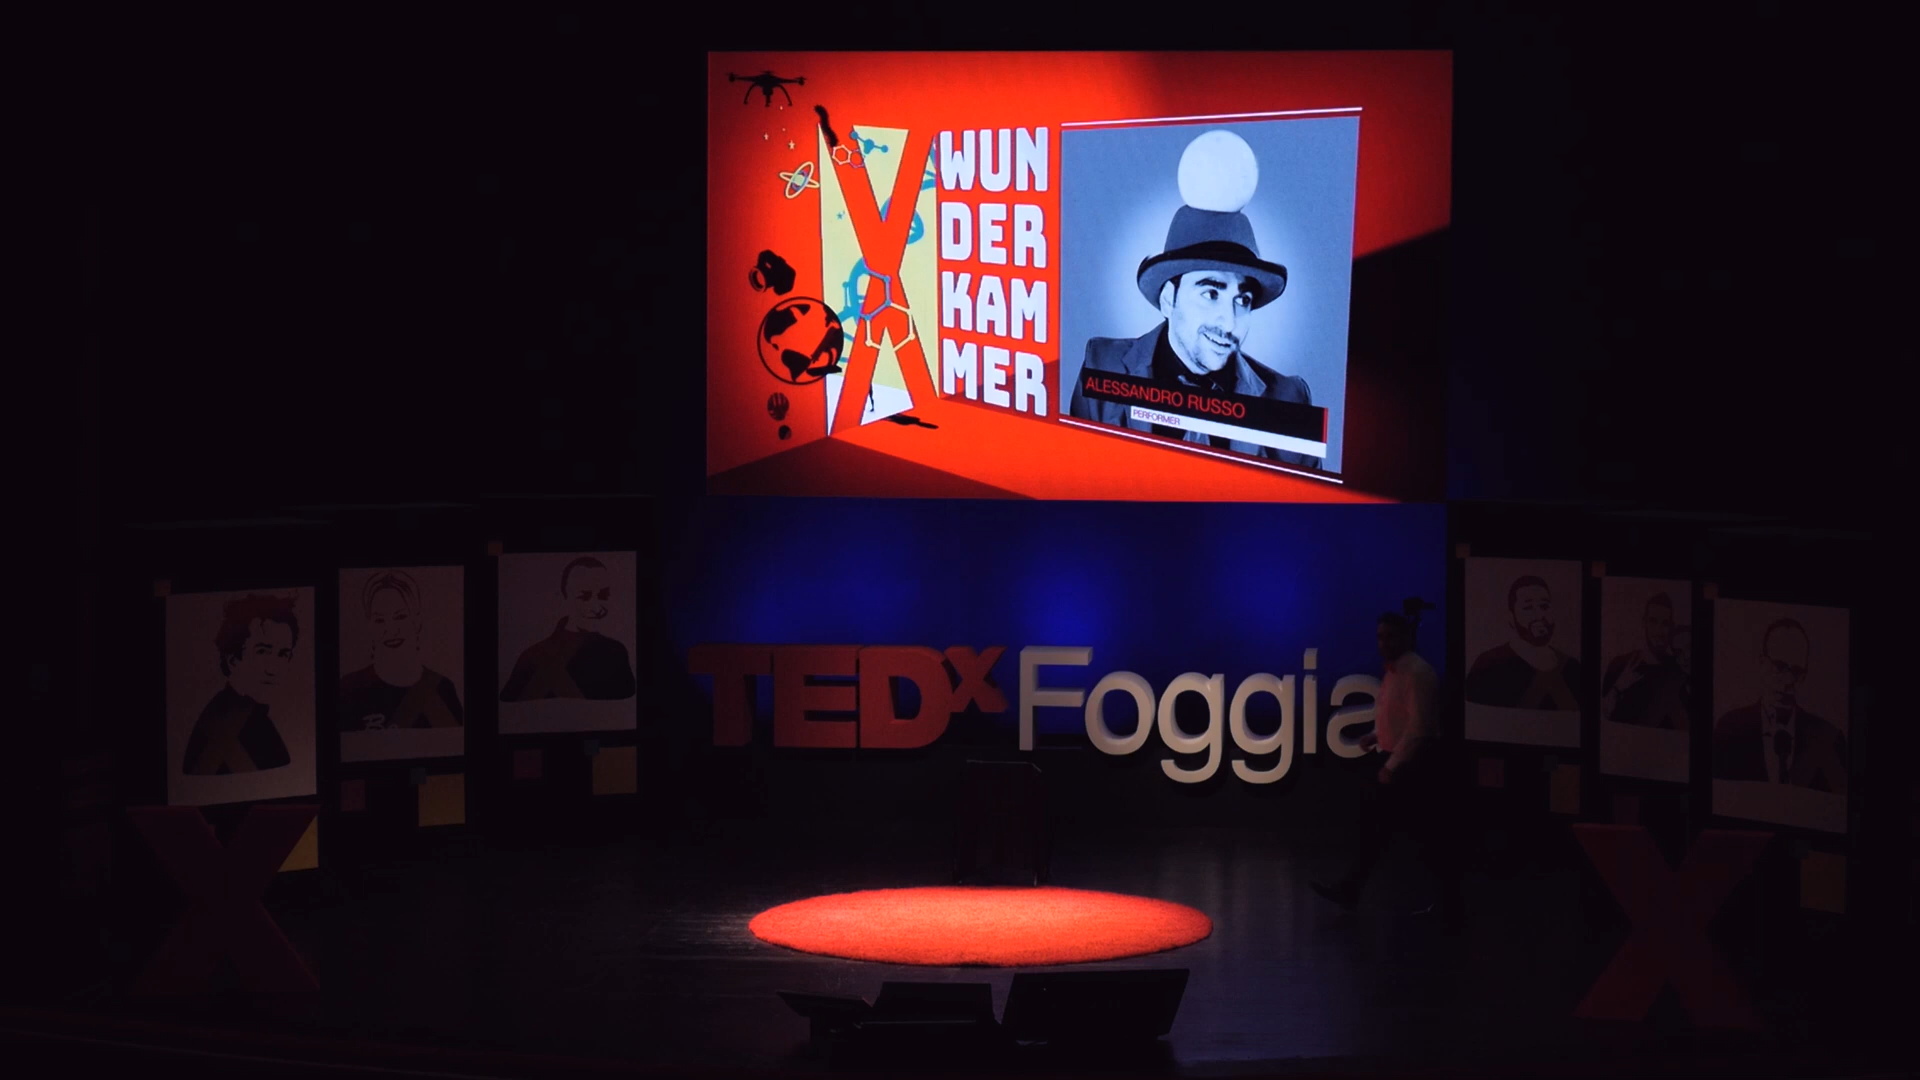 WUN
DER
KAM
MER
ALESSANDRO RUSSO
PERFORMER
TEDx Foggia